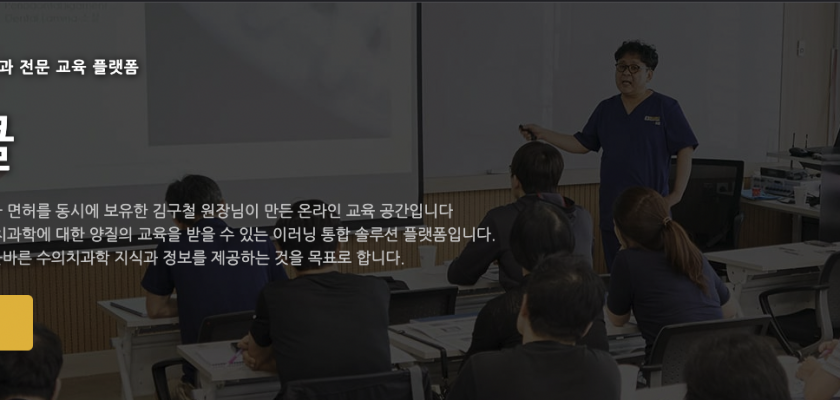 과 전문 교육 플랫폼
면허를 동시에 보유한 김구철 원장님이 만든 온라인 교육 공간입니다
치과학에 대한 양질의 교육을 받을 수 있는 이러닝 통합 솔루션 플랫폼입니다.
바른 수의치과학 지식과 정보를 제공하는 것을 목표로 합니다.